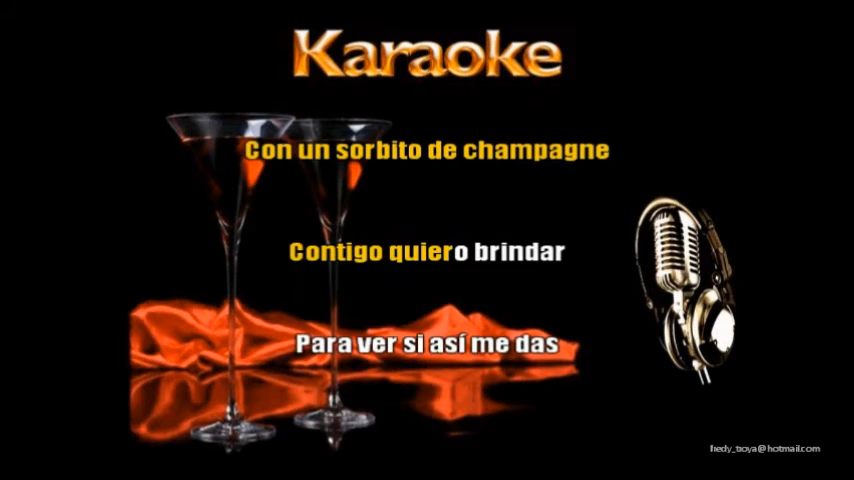 Karaoke
Con un sorbito de champagne
Contigo quiero brindar
Para ver si así me das
fredy_troya@hotmail.com